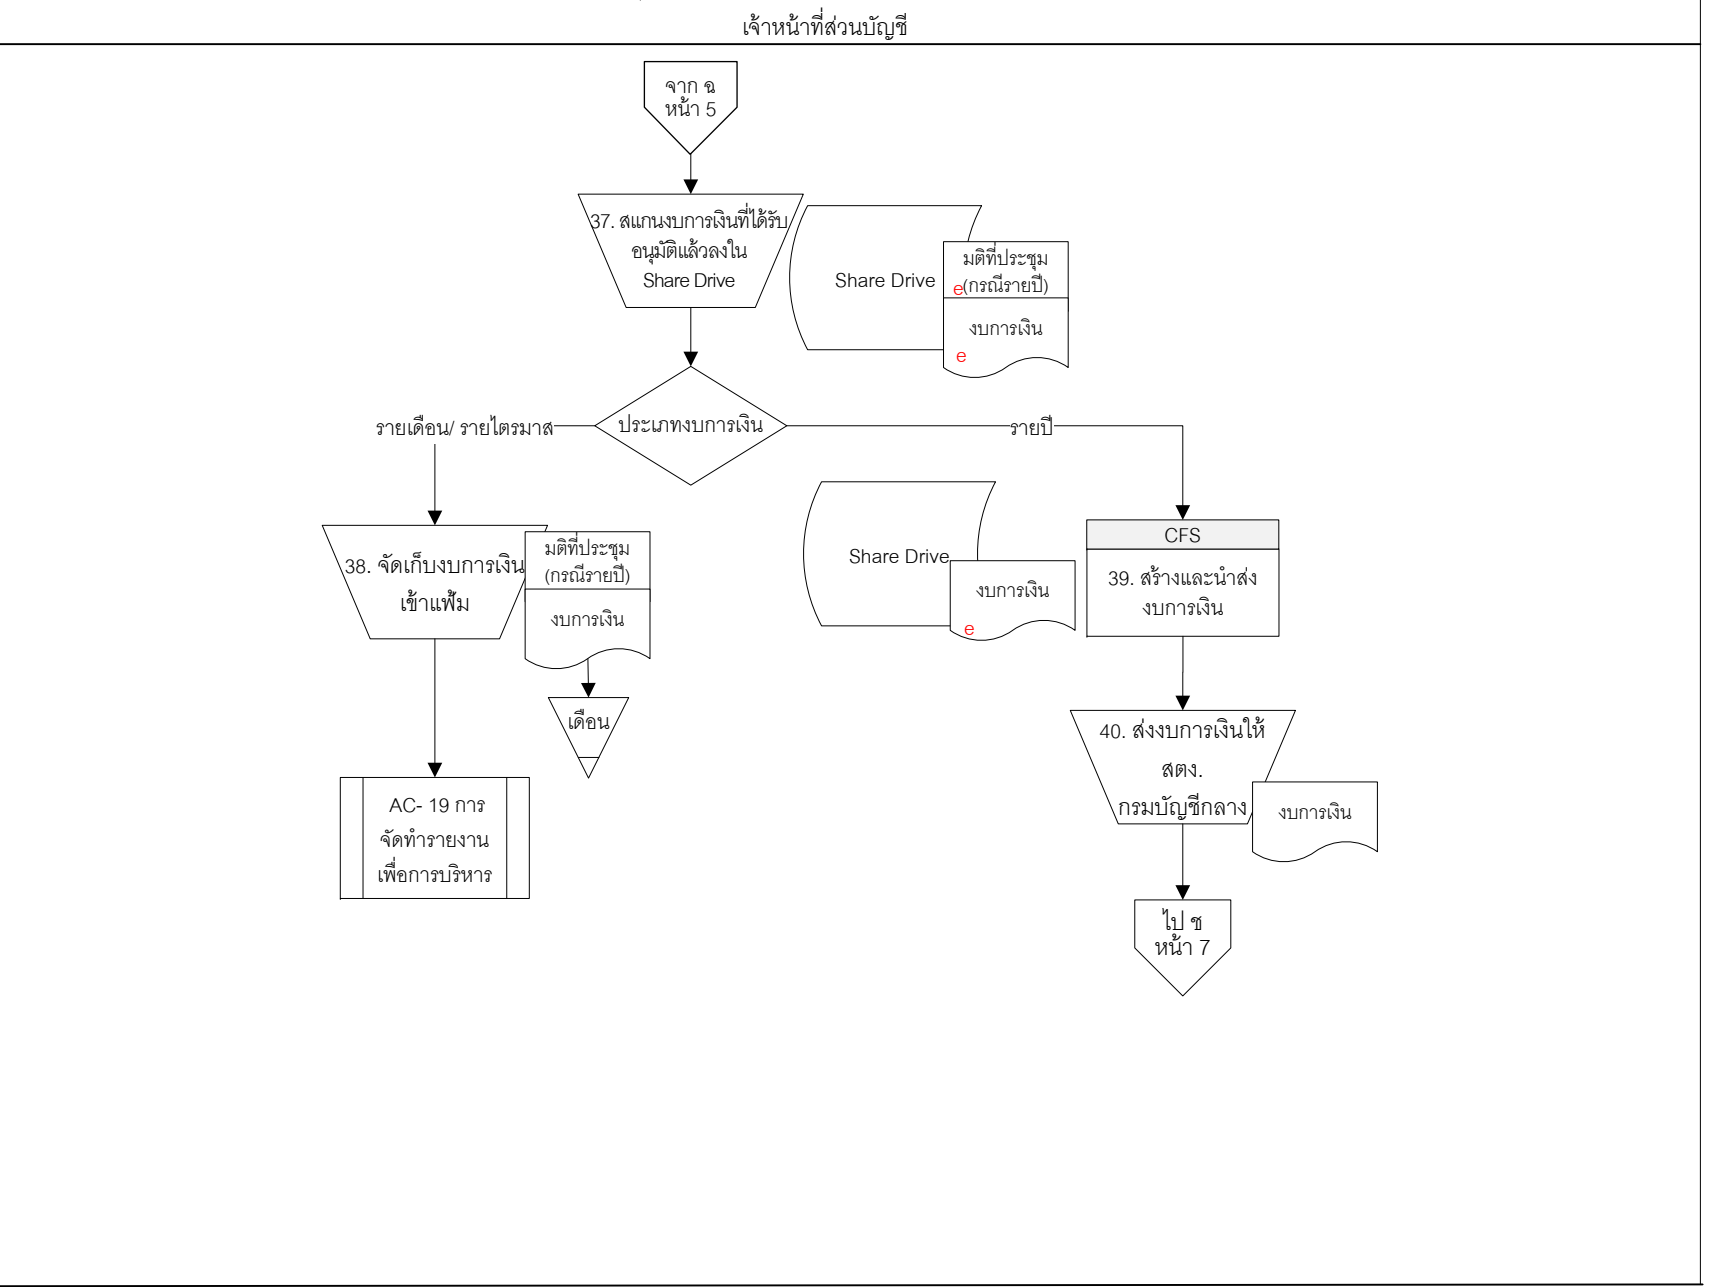 เจ้าหน้าที่ส่วนบัญชี
จาก ฉ
หน้า 5
37. สแกนงบการเงินที่ได้รับ
อนุมัติแล้วลงใน
Share Drive
Share Drive
มติที่ประชุม
e(กรณีรายปี)
งบการเงิน
e
ประเภทงบการเงิน
รายเดือน/ รายไตรมาส
รายปี
38. จัดเก็บงบการเงิน
เข้าแฟ้ม
มติที่ประชุม
(กรณีรายปี)
งบการเงิน
เดือน
Share Drive
งบการเงิน
e
CFS
39. สร้างและนำส่ง
งบการเงิน
40. ส่งงบการเงินให้
สตง.
กรมบัญชีกลาง
งบการเงิน
AC- 19 การ
จัดทำรายงาน
เพื่อการบริหาร
ไป ช
หน้า 7